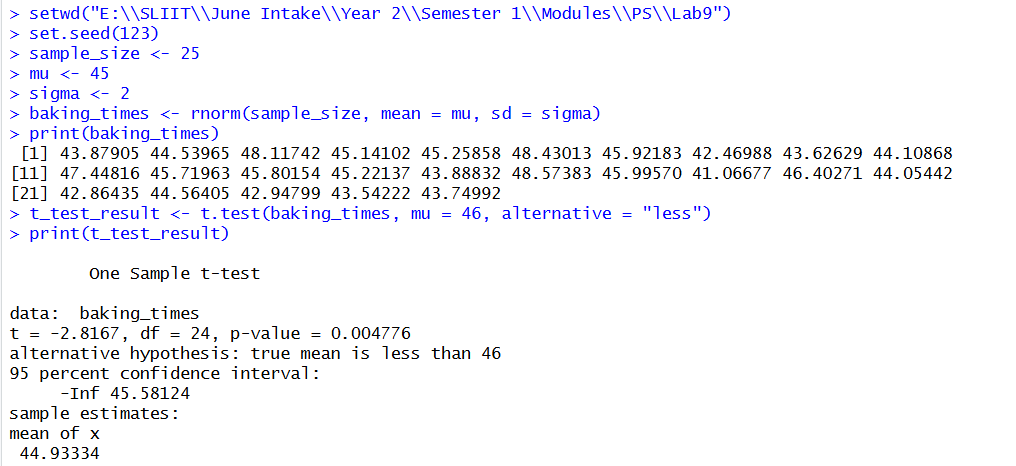 > setwd("E:\\SLIIT\\June Intake\\Year 2\\Semester 1\\Modules\\PS\\Lab9")
> set.seed(123)
> sample_size <- 25
> mu <- 45
> sigma <- 2
> baking_times <- rnorm(sample_size, mean = mu, sd = sigma)
> print(baking_times)
 [1] 43.87905 44.53965 48.11742 45.14102 45.25858 48.43013 45.92183 42.46988 43.62629 44.10868
[11] 47.44816 45.71963 45.80154 45.22137 43.88832 48.57383 45.99570 41.06677 46.40271 44.05442
[21] 42.86435 44.56405 42.94799 43.54222 43.74992
> t_test_result <- t.test(baking_times, mu = 46, alternative = "less")
> print(t_test_result)
        One Sample t-test
data:  baking_times
t = -2.8167, df = 24, p-value = 0.004776
alternative hypothesis: true mean is less than 46
95 percent confidence interval:
     -Inf 45.58124
sample estimates:
mean of x
 44.93334